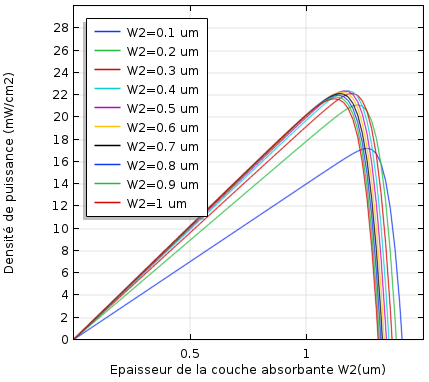 28
26
24
22
20
18
16
14
12
10
8
6
4
2
0
Densité de puissance (mW/cm2)
W2=0.1 um
W2=0.2 um
W2=0.3 um
W2=0.4 um
W2=0.5 um
W2=0.6 um
W2=0.7 um
W2=0.8 um
W2=0.9 um
W2=1 um
0.5
1
Epaisseur de la couche absorbante W2(um)